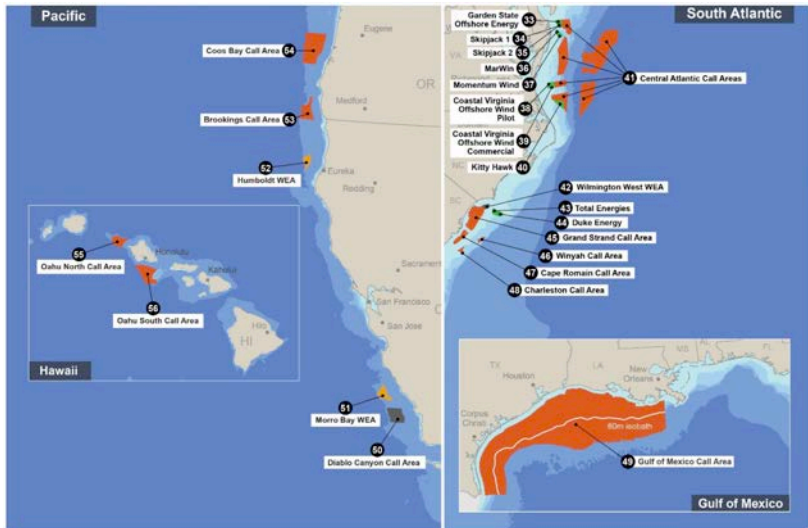 Pacific
Coos Bay Call Area
54
Eugene
OR
Medford
Brookings Call Area
53
52
Humboldt WEA
Eureka
Redding
Sacramento
San Francisco
San José
51
Morro Bay WEA
50
Diablo Canyon Call Area
Honolulu
Kahului
55
Oahu North Call Area
56
Oahu South Call Area
Hilo
HI
Hawaii
South Atlantic
Garden State
Offshore Energy
33
Skipjack 1
34
Skipjack 2
35
MarWin
36
Momentum Wind
37
Coastal Virginia
Offshore Wind
Pilot
38
Coastal Virginia
Offshore Wind
Commercial
39
Kitty Hawk
40
41
Central Atlantic Call Areas
VA
NC
SC
42
Wilmington West WEA
43
Total Energies
44
Duke Energy
45
Grand Strand Call Area
46
Winyah Call Area
47
Cape Romain Call Area
48
Charleston Call Area
TX
LA
MS
AL
FL
Houston
New
Orleans
Corpus
Christi
60m isobath
49
Gulf of Mexico Call Area
Gulf of Mexico